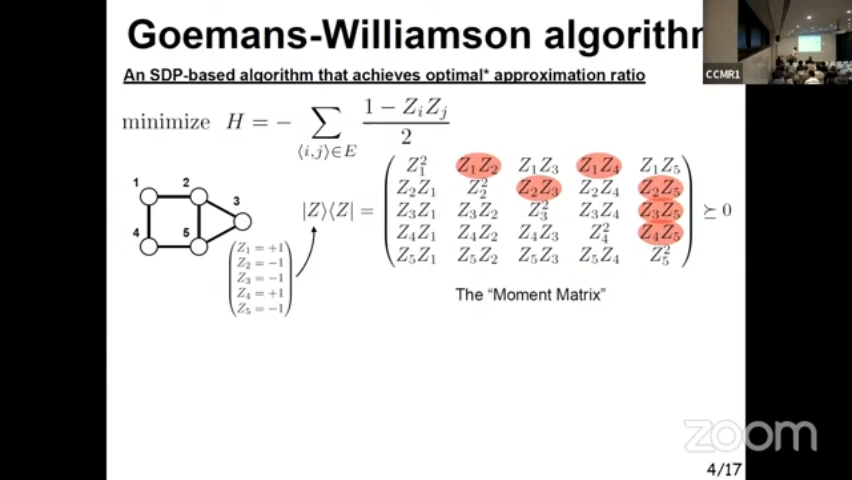 Goemans-Williamson algorithm
An SDP-based algorithm that achieves optimal* approximation ratio
CCMR1
minimize H = − ∑_{⟨i,j⟩∈E} (1 − Z_i Z_j)/2
1 2 3 4 5
|Z⟩⟨Z| =
Z_1^2 Z_1Z_2 Z_1Z_3 Z_1Z_4 Z_1Z_5
Z_2Z_1 Z_2^2 Z_2Z_3 Z_2Z_4 Z_2Z_5
Z_3Z_1 Z_3Z_2 Z_3^2 Z_3Z_4 Z_3Z_5
Z_4Z_1 Z_4Z_2 Z_4Z_3 Z_4^2 Z_4Z_5
Z_5Z_1 Z_5Z_2 Z_5Z_3 Z_5Z_4 Z_5^2
⪰ 0
Z_1 = +1
Z_2 = −1
Z_3 = −1
Z_4 = +1
Z_5 = −1
The “Moment Matrix”
zoom
4/17